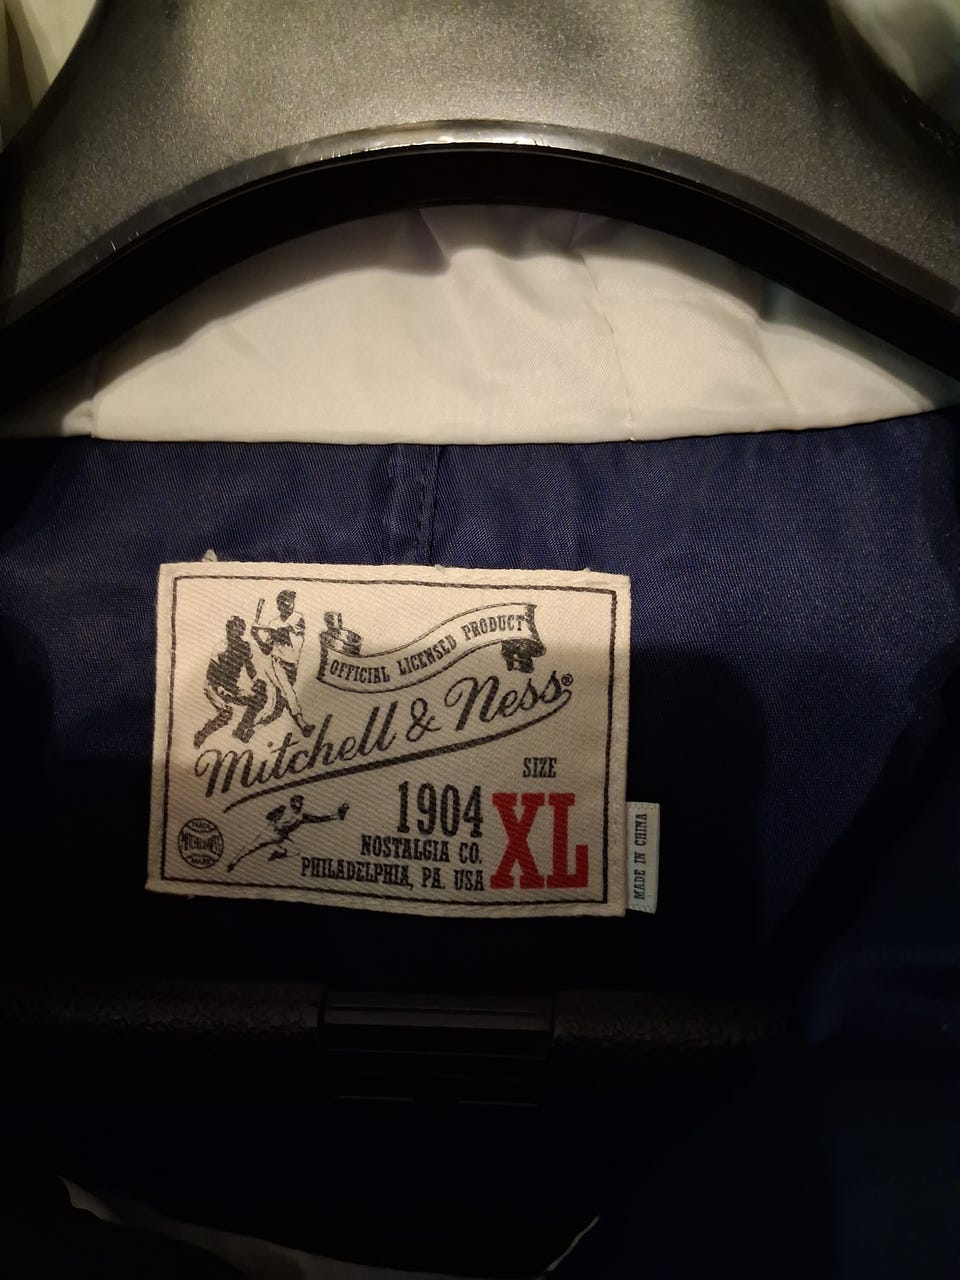 OFFICIAL LICENSED PRODUCT
Mitchell & Ness®
SIZE
XL
1904
NOSTALGIA CO.
PHILADELPHIA, PA. USA
MADE IN CHINA